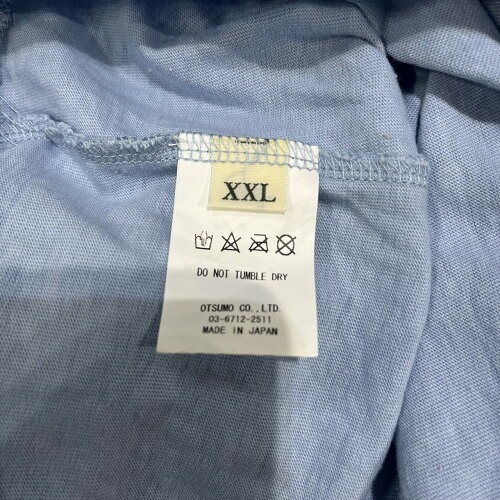 XXL
DO NOT TUMBLE DRY
OTSUMO CO.,LTD.
03-6712-2511
MADE IN JAPAN